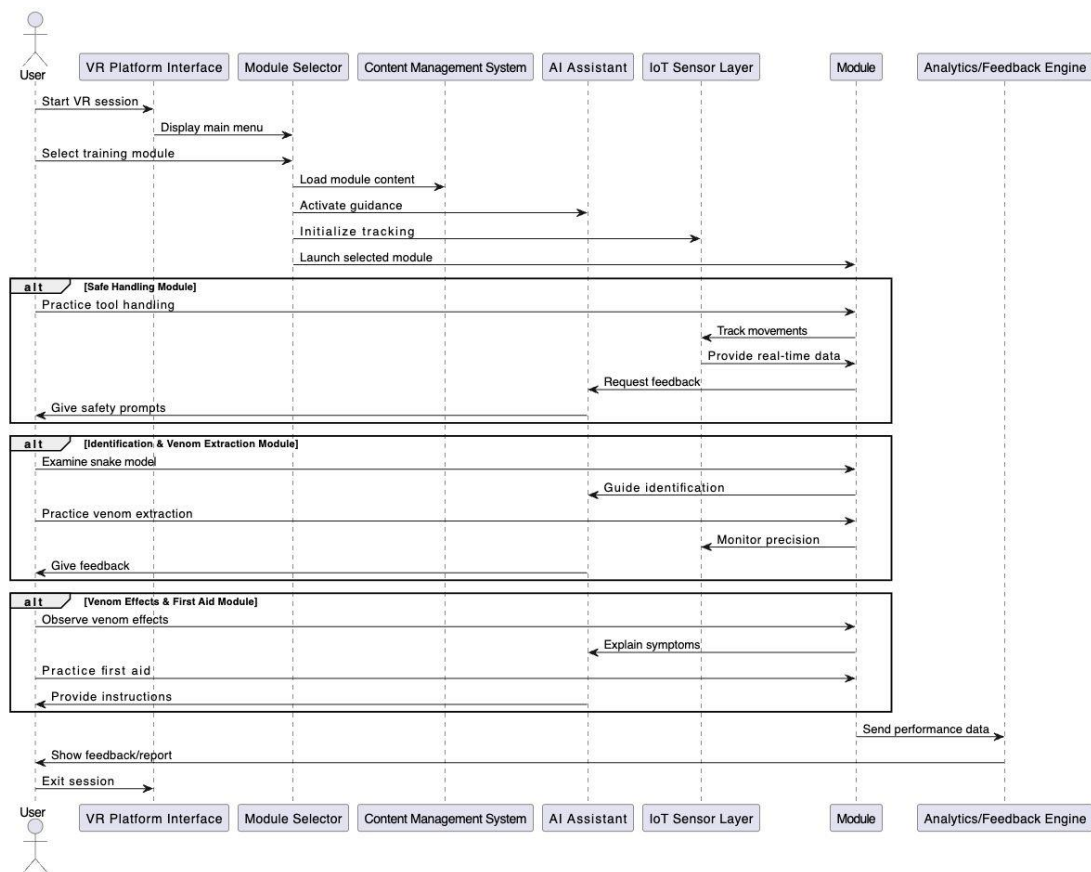 User
VR Platform Interface
Module Selector
Content Management System
AI Assistant
IoT Sensor Layer
Module
Analytics/Feedback Engine
Start VR session
Display main menu
Select training module
Load module content
Activate guidance
Initialize tracking
Launch selected module
alt [Safe Handling Module]
Practice tool handling
Track movements
Provide real-time data
Request feedback
Give safety prompts
alt [Identification & Venom Extraction Module]
Examine snake model
Guide identification
Practice venom extraction
Monitor precision
Give feedback
alt [Venom Effects & First Aid Module]
Observe venom effects
Explain symptoms
Practice first aid
Provide instructions
Send performance data
Show feedback/report
Exit session
User
VR Platform Interface
Module Selector
Content Management System
AI Assistant
IoT Sensor Layer
Module
Analytics/Feedback Engine